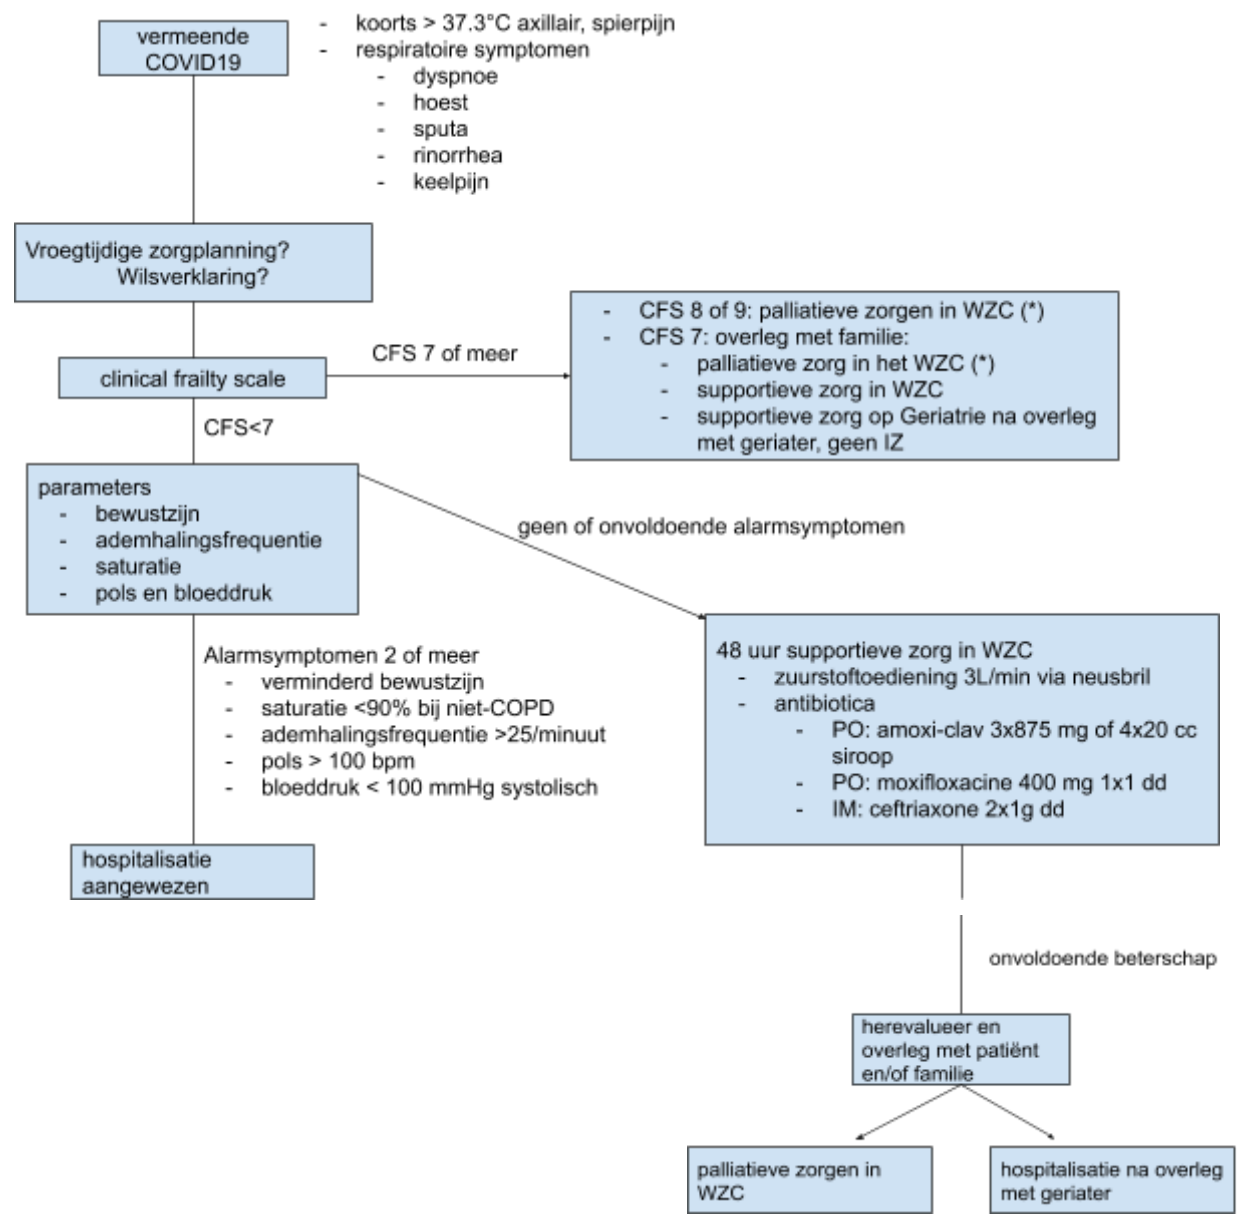 vermeende
COVID19
- koorts > 37.3°C axillair, spierpijn
- respiratoire symptomen
- dyspnoe
- hoest
- sputa
- rinorrhea
- keelpijn
Vroegtijdige zorgplanning?
Wilsverklaring?
clinical frailty scale
CFS 7 of meer
- CFS 8 of 9: palliatieve zorgen in WZC (*)
- CFS 7: overleg met familie:
- palliatieve zorg in het WZC (*)
- supportieve zorg in WZC
- supportieve zorg op Geriatrie na overleg
met geriater, geen IZ
CFS<7
parameters
- bewustzijn
- ademhalingsfrequentie
- saturatie
- pols en bloeddruk
geen of onvoldoende alarmsymptomen
Alarmsymptomen 2 of meer
- verminderd bewustzijn
- saturatie <90% bij niet-COPD
- ademhalingsfrequentie >25/minuut
- pols > 100 bpm
- bloeddruk < 100 mmHg systolisch
hospitalisatie
aangewezen
48 uur supportieve zorg in WZC
- zuurstoftoediening 3L/min via neusbril
- antibiotica
- PO: amoxi-clav 3x875 mg of 4x20 cc
siroop
- PO: moxifloxacine 400 mg 1x1 dd
- IM: ceftriaxone 2x1g dd
onvoldoende beterschap
herevalueer en
overleg met patiënt
en/of familie
palliatieve zorgen in
WZC
hospitalisatie na overleg
met geriater